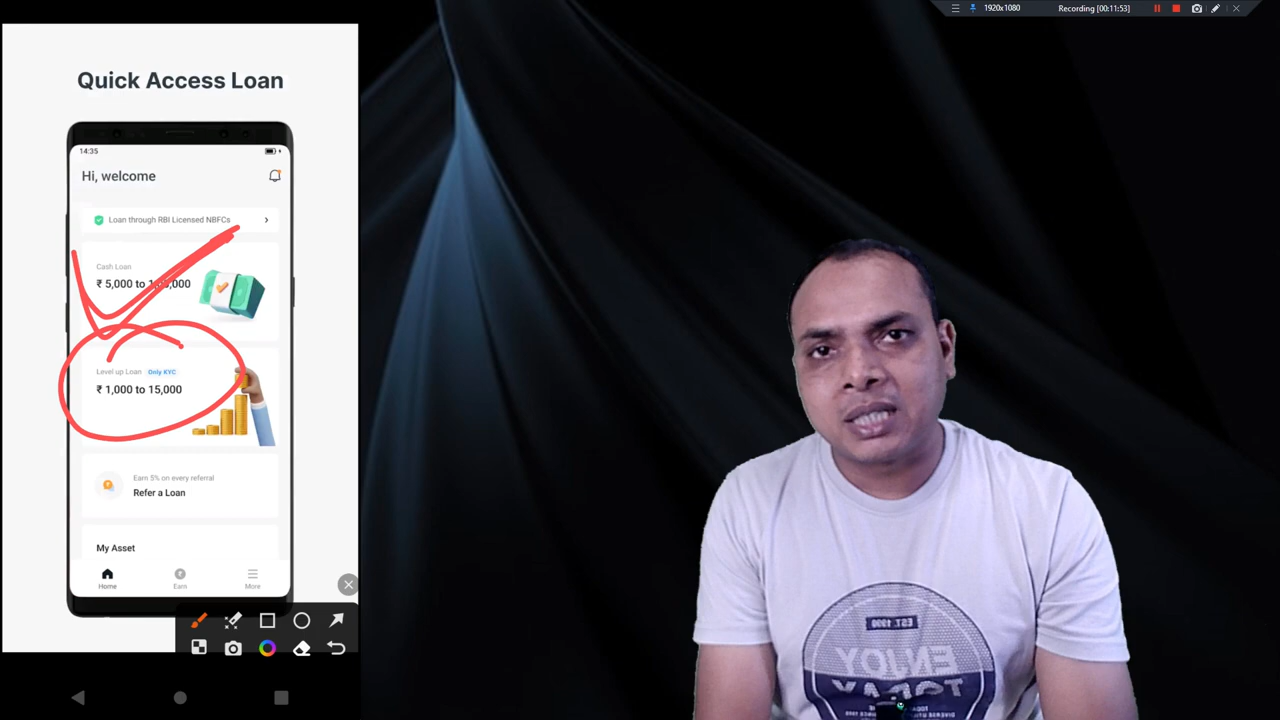 1920x1080
Recording [00:11:53]
Quick Access Loan
14:35
Hi, welcome
Loan through RBI Licensed NBFCs
Cash Loan
₹ 5,000 to
Level up Loan Only KYC
₹ 1,000 to 15,000
Earn 5% on every referral
Refer a Loan
My Asset
Home Earn More
EST. 1990
ENJOY
TODAY